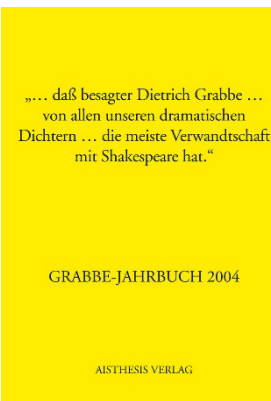 „… daß besagter Dietrich Grabbe …
von allen unseren dramatischen
Dichtern … die meiste Verwandtschaft
mit Shakespeare hat.“
GRABBE-JAHRBUCH 2004
AISTHESIS VERLAG